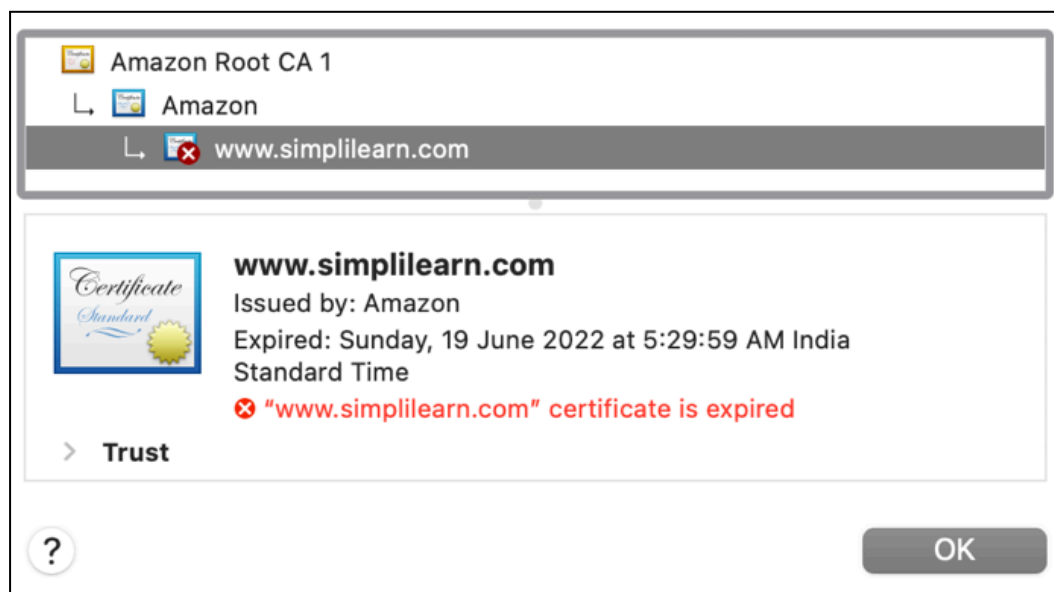 Amazon Root CA 1
Amazon
www.simplilearn.com
Certificate
Standard
www.simplilearn.com
Issued by: Amazon
Expired: Sunday, 19 June 2022 at 5:29:59 AM India
Standard Time
“www.simplilearn.com” certificate is expired
Trust
?
OK